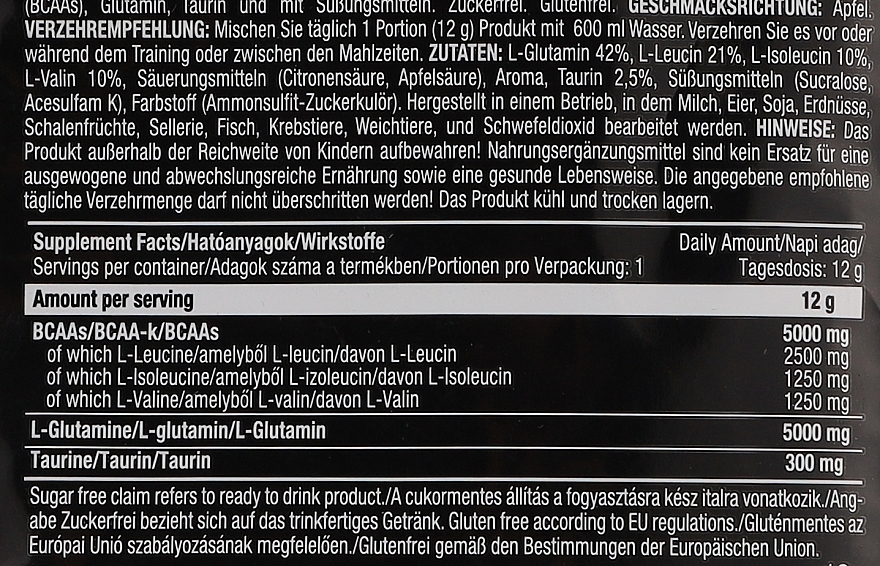 (BCAAs), Glutamin, Taurin und mit Süßungsmitteln. Zuckerfrei. Glutenfrei. GESCHMACKSRICHTUNG: Apfel.
VERZEHREMPFEHLUNG: Mischen Sie täglich 1 Portion (12 g) Produkt mit 600 ml Wasser. Verzehren Sie es vor oder
während dem Training oder zwischen den Mahlzeiten. ZUTATEN: L-Glutamin 42%, L-Leucin 21%, L-Isoleucin 10%,
L-Valin 10%, Säuerungsmitteln (Citronensäure, Apfelsäure), Aroma, Taurin 2,5%, Süßungsmitteln (Sucralose,
Acesulfam K), Farbstoff (Ammonsulfit-Zuckerkulör). Hergestellt in einem Betrieb, in dem Milch, Eier, Soja, Erdnüsse,
Schalenfrüchte, Sellerie, Fisch, Krebstiere, Weichtiere, und Schwefeldioxid bearbeitet werden. HINWEISE: Das
Produkt außerhalb der Reichweite von Kindern aufbewahren! Nahrungsergänzungsmittel sind kein Ersatz für eine
ausgewogene und abwechslungsreiche Ernährung sowie eine gesunde Lebensweise. Die angegebene empfohlene
tägliche Verzehrmenge darf nicht überschritten werden! Das Produkt kühl und trocken lagern.
Supplement Facts/Hatóanyagok/Wirkstoffe Daily Amount/Napi adag/
Servings per container/Adagok száma a termékben/Portionen pro Verpackung: 1 Tagesdosis: 12 g
Amount per serving 12 g
BCAAs/BCAA-k/BCAAs 5000 mg
of which L-Leucine/amelyből L-leucin/davon L-Leucin 2500 mg
of which L-Isoleucine/amelyből L-izoleucin/davon L-Isoleucin 1250 mg
of which L-Valine/amelyből L-valin/davon L-Valin 1250 mg
L-Glutamine/L-glutamin/L-Glutamin 5000 mg
Taurine/Taurin/Taurin 300 mg
Sugar free claim refers to ready to drink product./A cukormentes állítás a fogyasztásra kész italra vonatkozik./Ang-
abe Zuckerfrei bezieht sich auf das trinkfertiges Getränk. Gluten free according to EU regulations./Gluténmentes az
Európai Unió szabályozásának megfelelően./Glutenfrei gemäß den Bestimmungen der Europäischen Union.